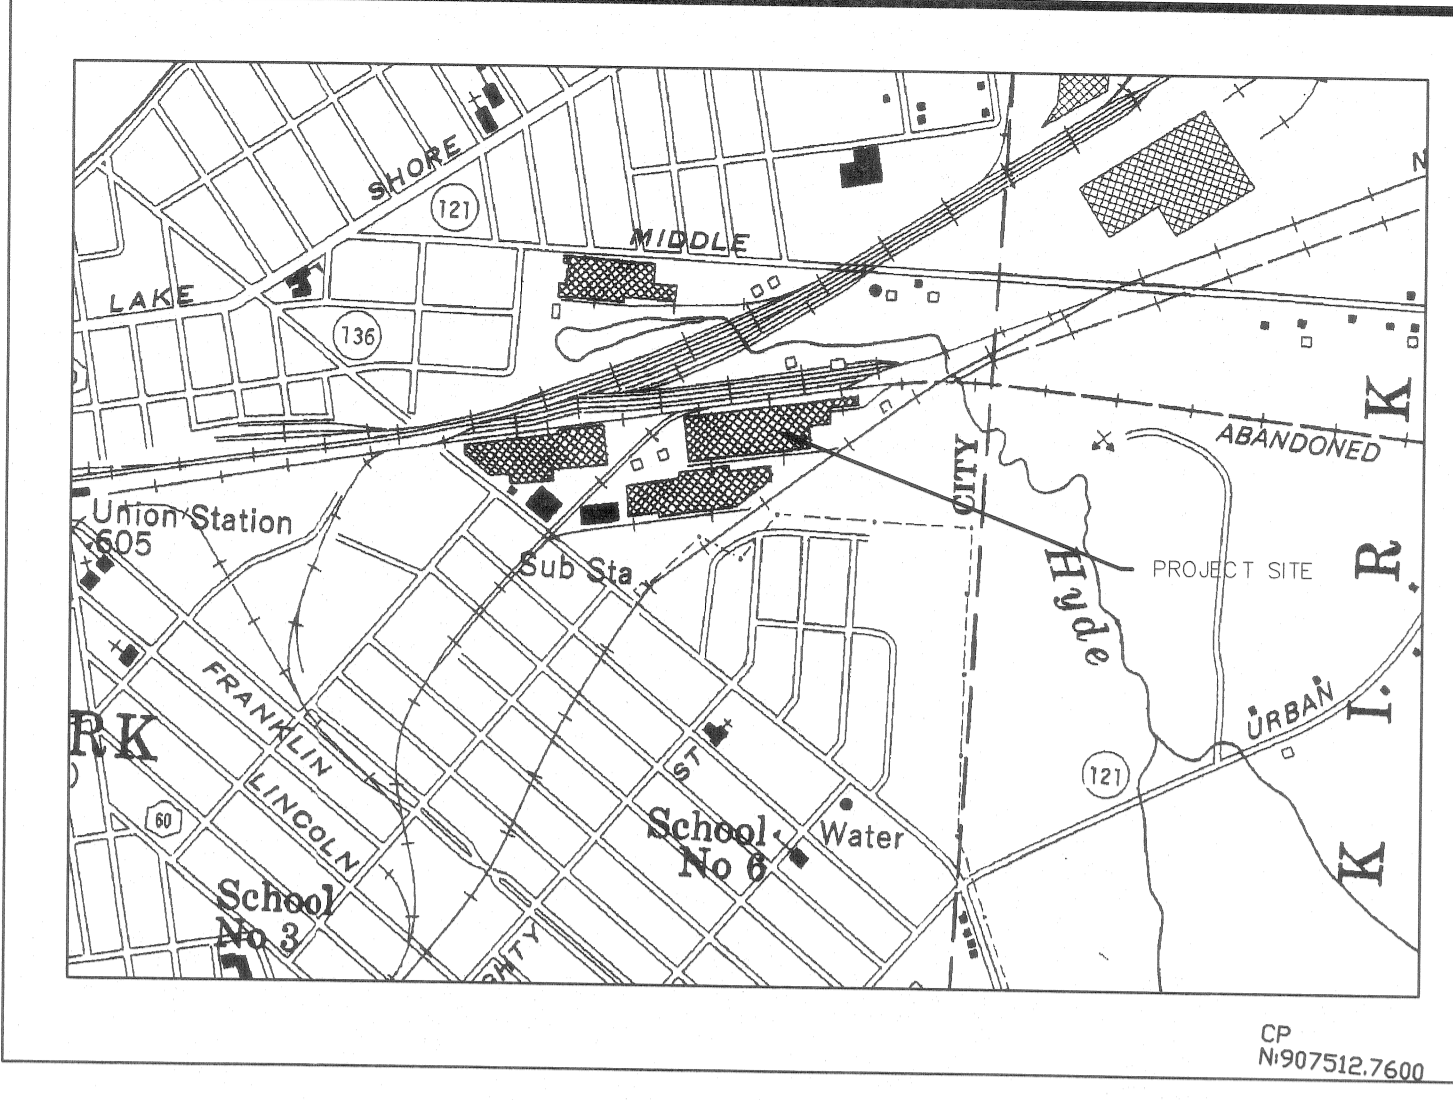 SHORE
121
MIDDLE
LAKE
136
N
K
ABANDONED
CITY
Union Station
605
Sub Sta
PROJECT SITE
Hyde
R
FRANKLIN
URBAN
I.
RK
ST
121
LINCOLN
60
School
No 6
Water
K
School
No 3
CP
N:907512.7600